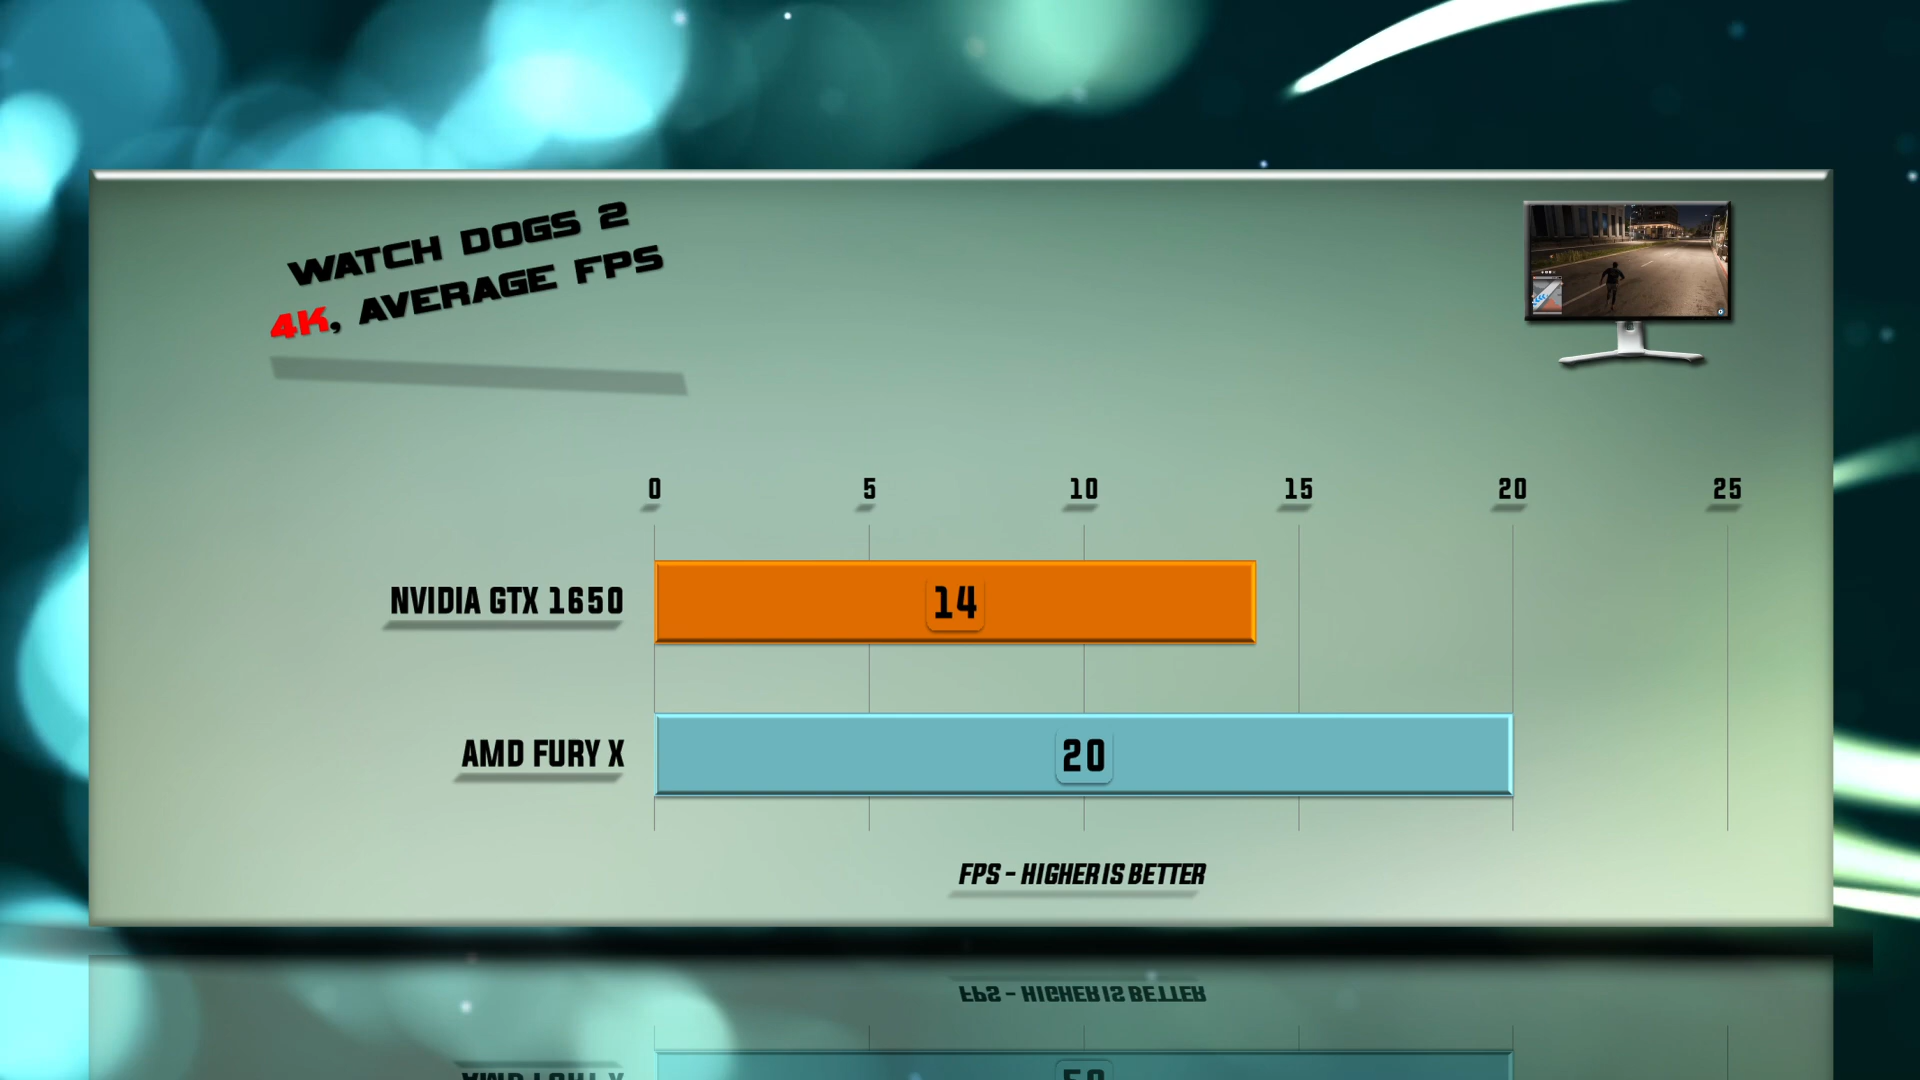 WATCH DOGS 2
4K, AVERAGE FPS
0 5 10 15 20 25
NVIDIA GTX 1650 14
AMD FURY X 20
FPS - HIGHER IS BETTER